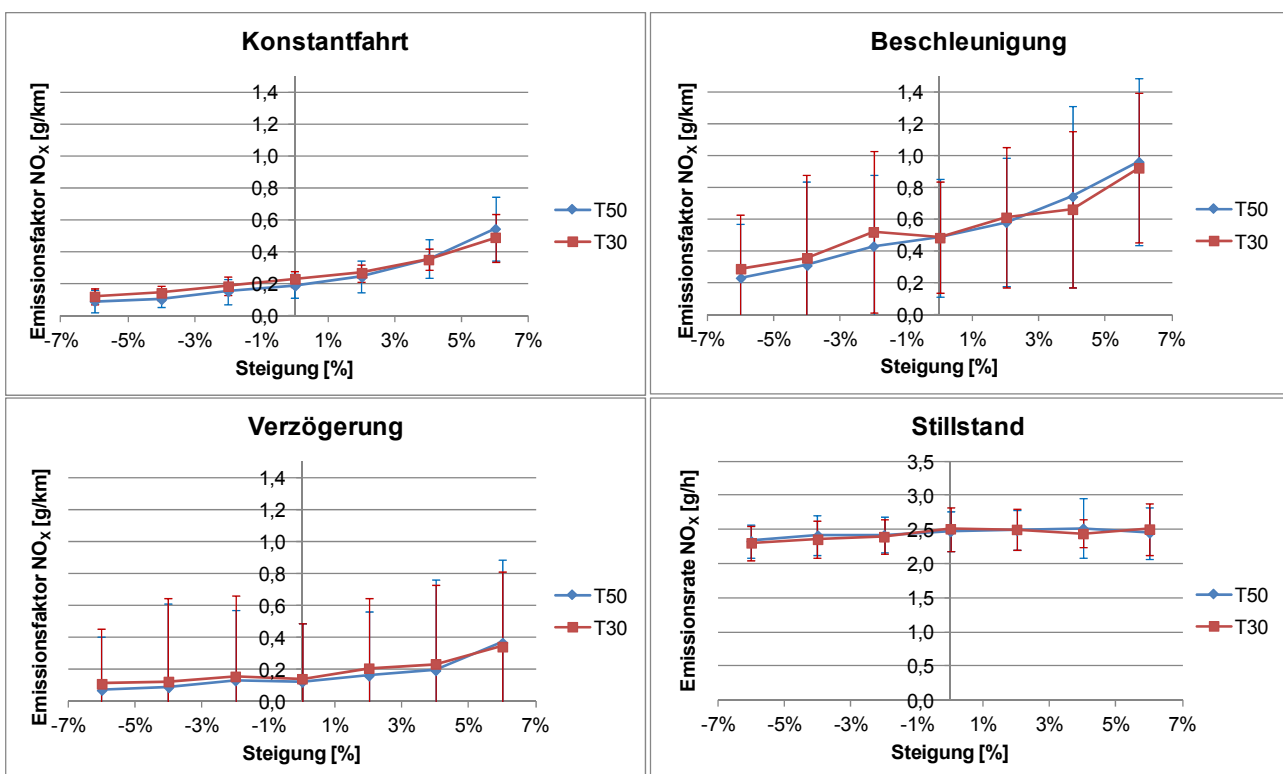 Konstantfahrt
Emissionsfaktor NOX [g/km]
1,4
1,2
1,0
0,8
0,6
0,4
0,2
0,0
-7% -5% -3% -1% 1% 3% 5% 7%
Steigung [%]
T50
T30
Beschleunigung
Emissionsfaktor NOX [g/km]
1,4
1,2
1,0
0,8
0,6
0,4
0,2
0,0
-7% -5% -3% -1% 1% 3% 5% 7%
Steigung [%]
T50
T30
Verzögerung
Emissionsfaktor NOX [g/km]
1,4
1,2
1,0
0,8
0,6
0,4
0,2
0,0
-7% -5% -3% -1% 1% 3% 5% 7%
Steigung [%]
T50
T30
Stillstand
Emissionsrate NOX [g/h]
3,5
3,0
2,5
2,0
1,5
1,0
0,5
0,0
-7% -5% -3% -1% 1% 3% 5% 7%
Steigung [%]
T50
T30